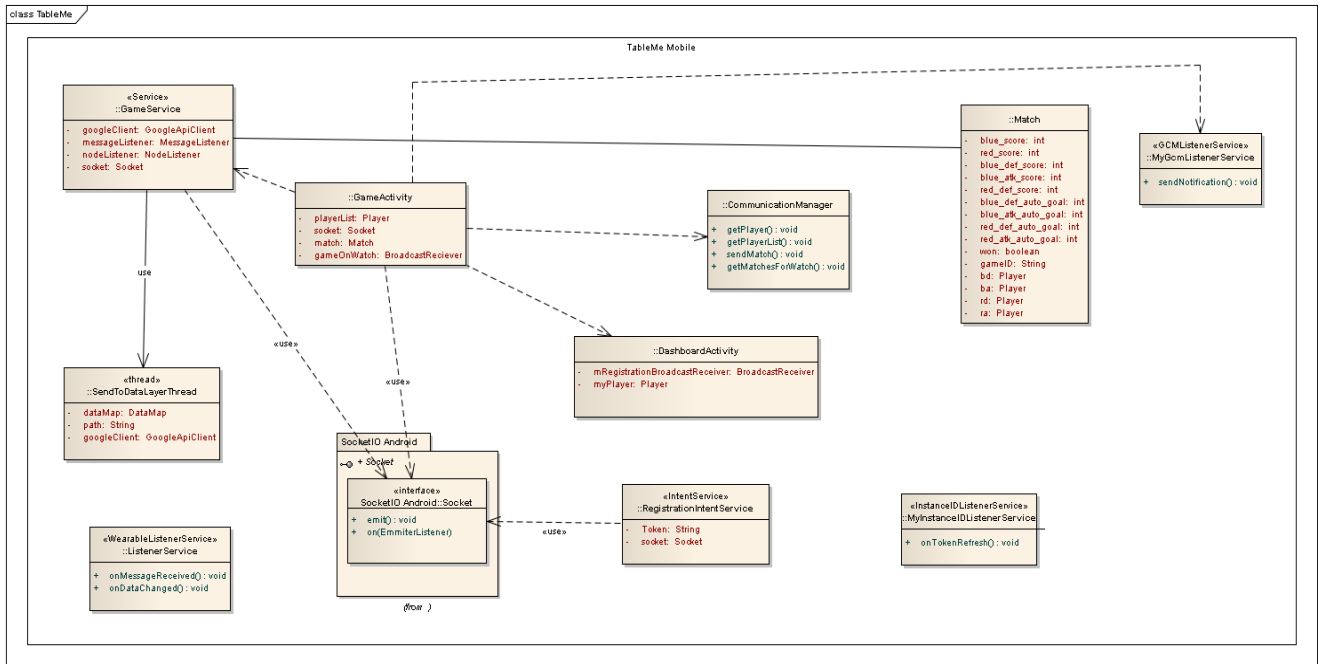 class TableMe
TableMe Mobile
«Service»
::GameService
- googleClient: GoogleApiClient
- messageListener: MessageListener
- nodeListener: NodeListener
- socket: Socket
::GameActivity
- playerList: Player
- socket: Socket
- match: Match
- gameOnWatch: BroadcastReciever
::CommunicationManager
+ getPlayer() : void
+ getPlayerList() : void
+ sendMatch() : void
+ getMatchesForWatch() : void
::Match
- blue_score: int
- red_score: int
- blue_def_score: int
- blue_atk_score: int
- red_def_score: int
- blue_def_auto_goal: int
- blue_atk_auto_goal: int
- red_def_auto_goal: int
- red_atk_auto_goal: int
- won: boolean
- gameID: String
- bd: Player
- ba: Player
- rd: Player
- ra: Player
«GCMListenerService»
::MyGcmListenerService
+ sendNotification() : void
use
«use»
«use»
::DashboardActivity
- mRegistrationBroadcastReceiver: BroadcastReceiver
- myPlayer: Player
«thread»
::SendToDataLayerThread
- dataMap: DataMap
- path: String
- googleClient: GoogleApiClient
SocketIO Android
+ Socket
«interface»
SocketIO Android::Socket
+ emit() : void
+ on(EmmiterListener)
(from )
«use»
«IntentService»
::RegistrationIntentService
- Token: String
- socket: Socket
«InstanceIDListenerService»
::MyInstanceIDListenerService
+ onTokenRefresh() : void
«WearableListenerService»
::ListenerService
+ onMessageReceived() : void
+ onDataChanged() : void